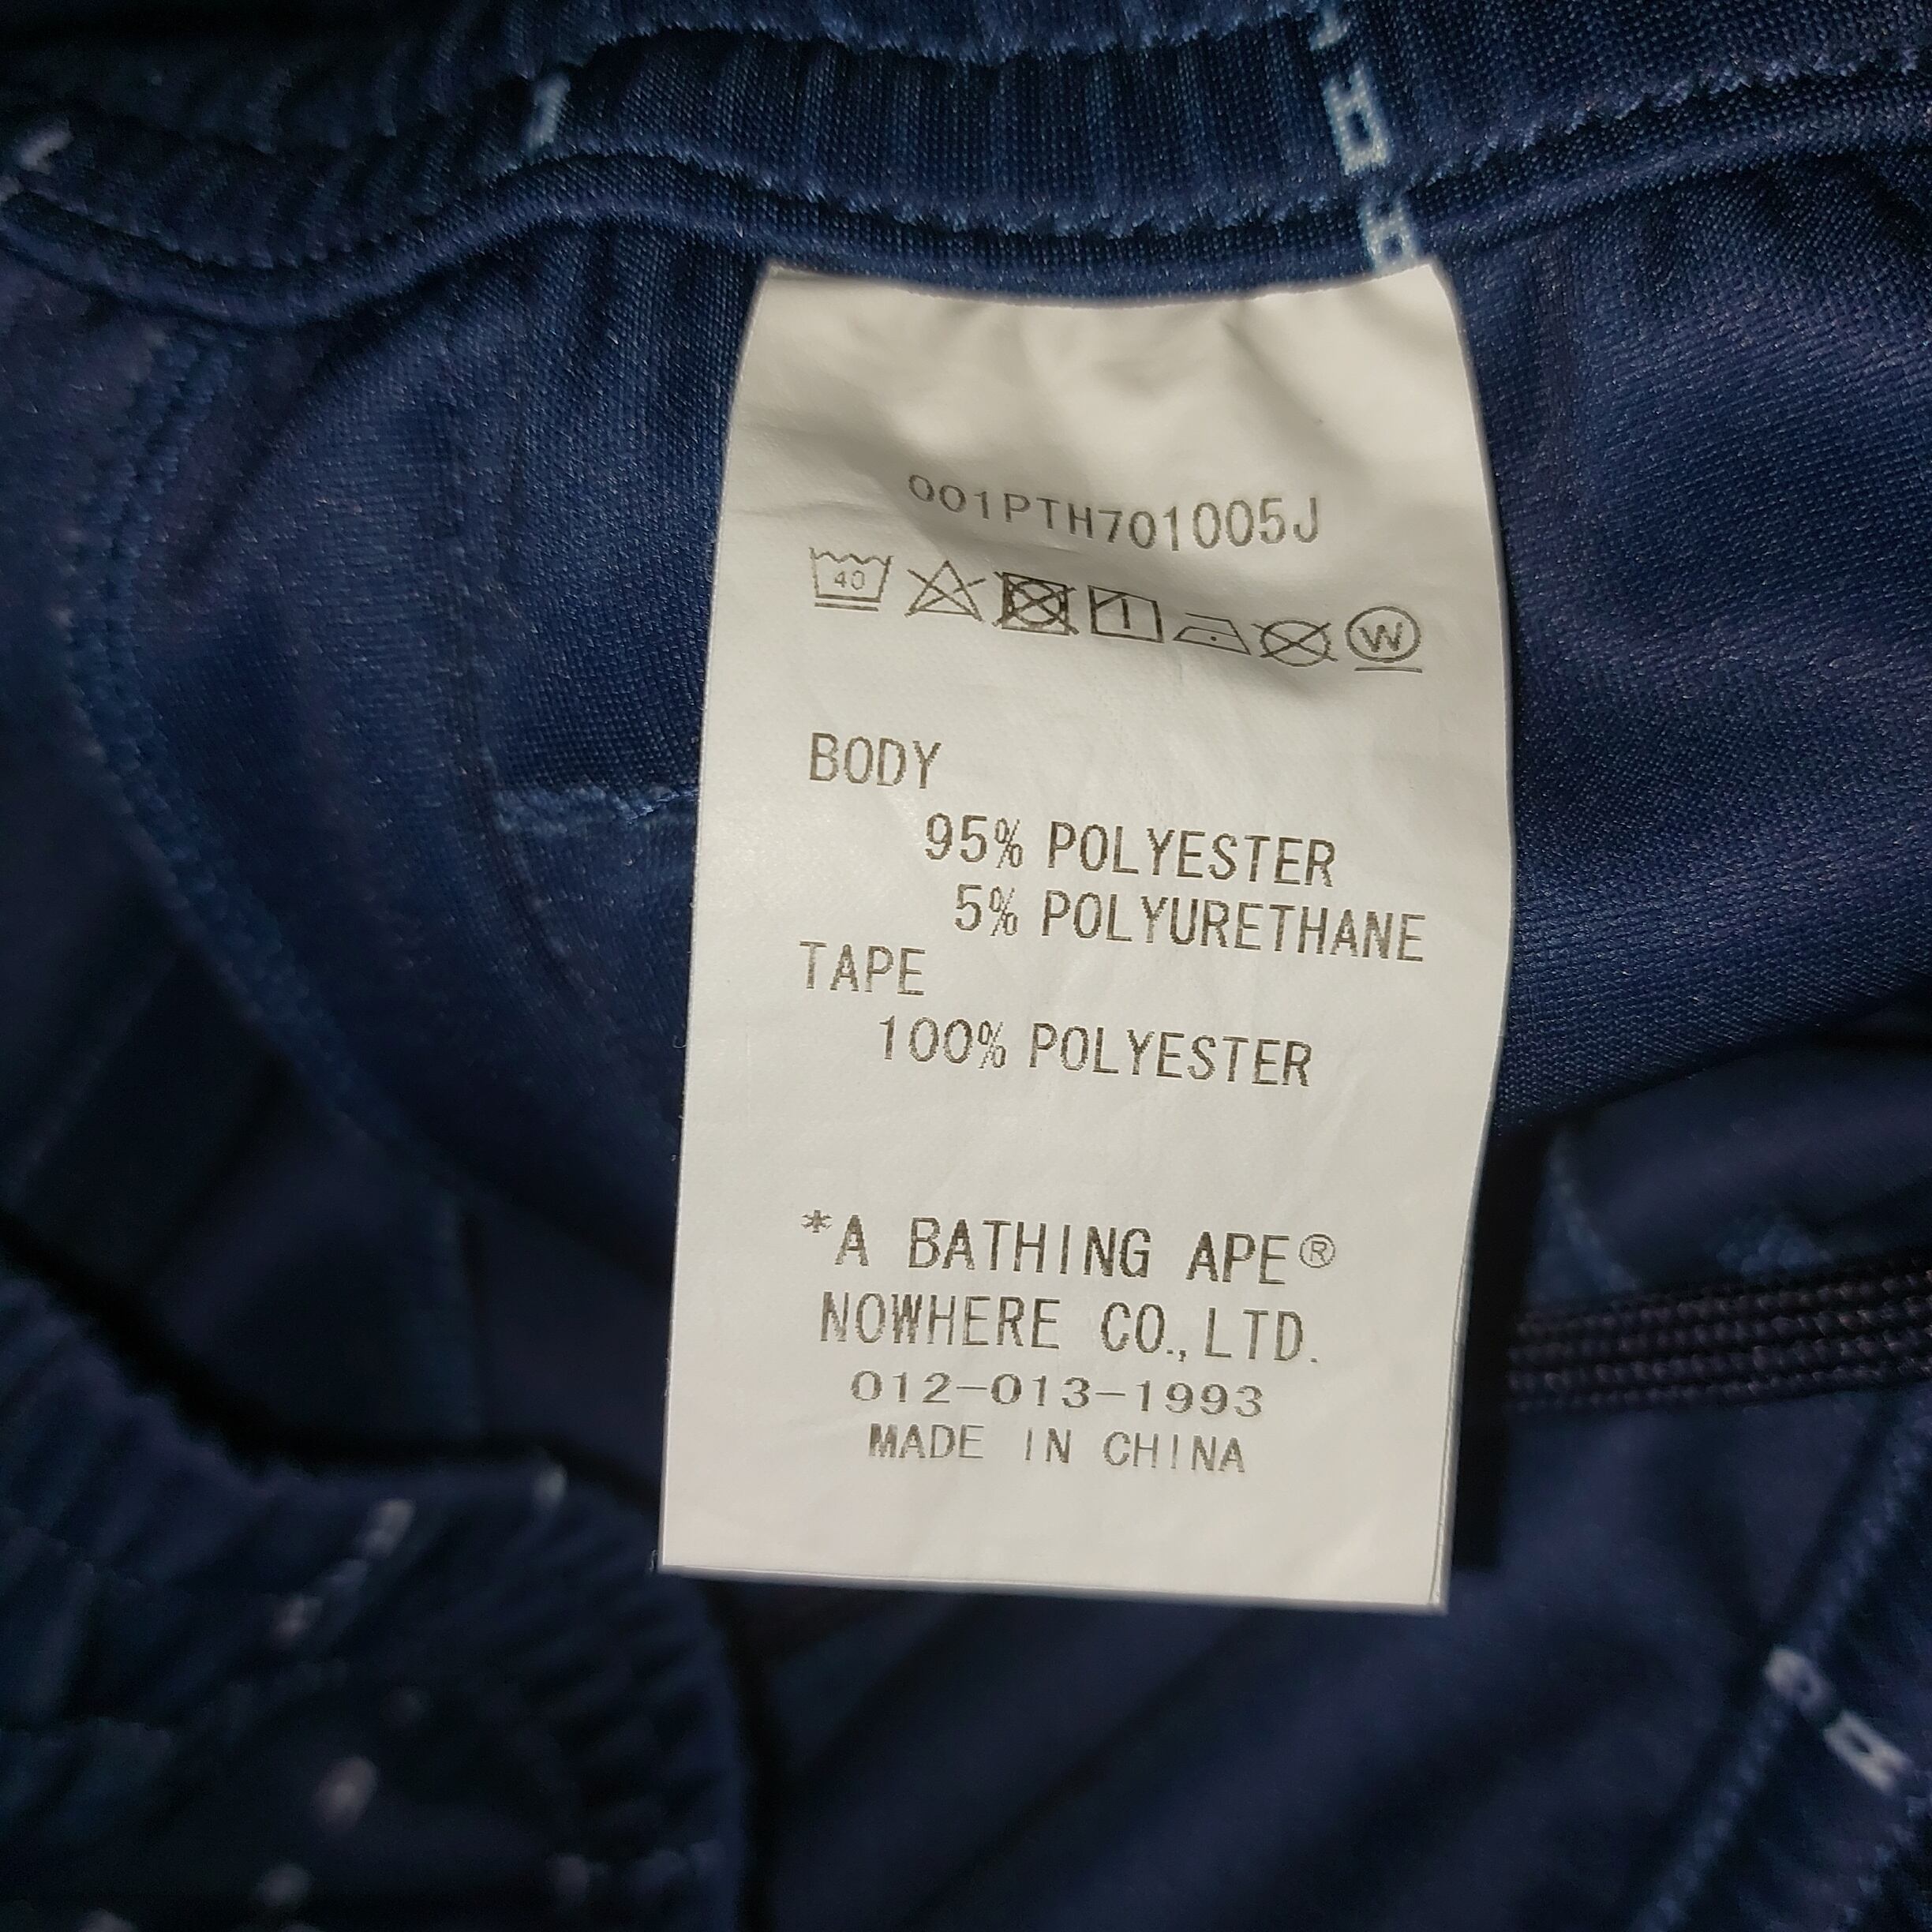 001PTH701005J
40
W
BODY
95% POLYESTER
5% POLYURETHANE
TAPE
100% POLYESTER
*A BATHING APE®
NOWHERE CO.,LTD.
012-013-1993
MADE IN CHINA